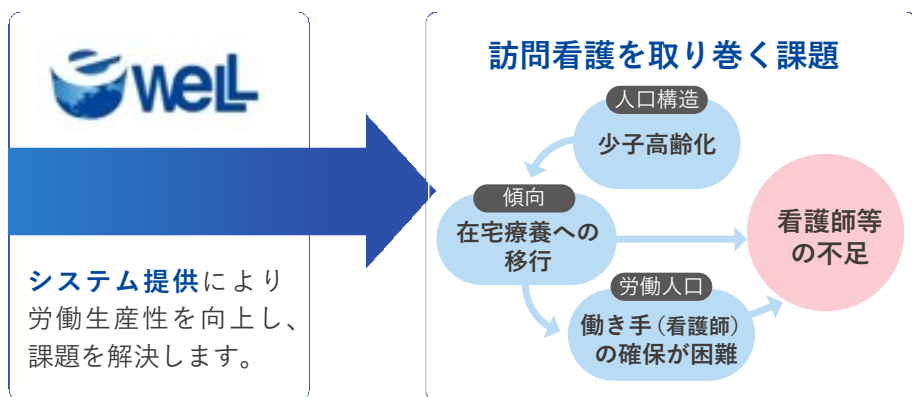 WELL
システム提供により
労働生産性を向上し、
課題を解決します。
訪問看護を取り巻く課題
人口構造
少子高齢化
傾向
在宅療養への
移行
労働人口
働き手（看護師）
の確保が困難
看護師等
の不足